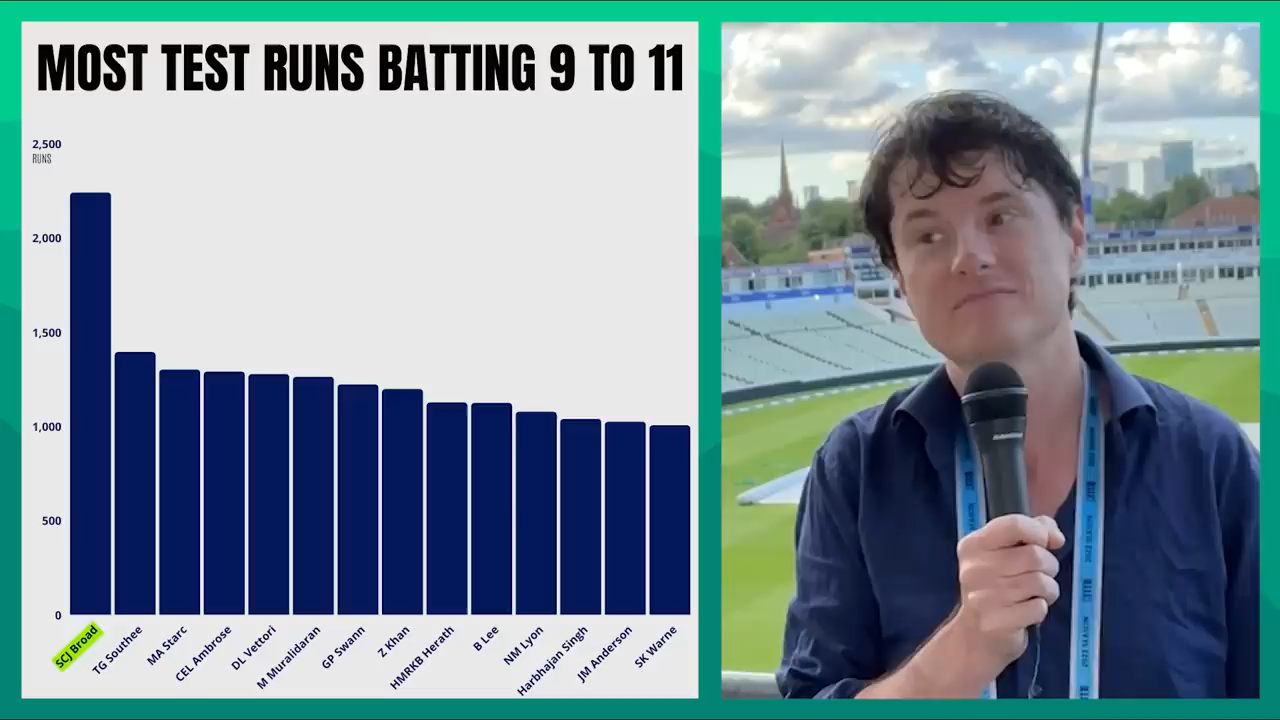 MOST TEST RUNS BATTING 9 TO 11
2,500
RUNS
2,000
1,500
1,000
500
0
SCJ Broad
TG Southee
MA Starc
CEL Ambrose
DL Vettori
M Muralidaran
GP Swann
Z Khan
HMRKB Herath
B Lee
NM Lyon
Harbhajan Singh
JM Anderson
SK Warne